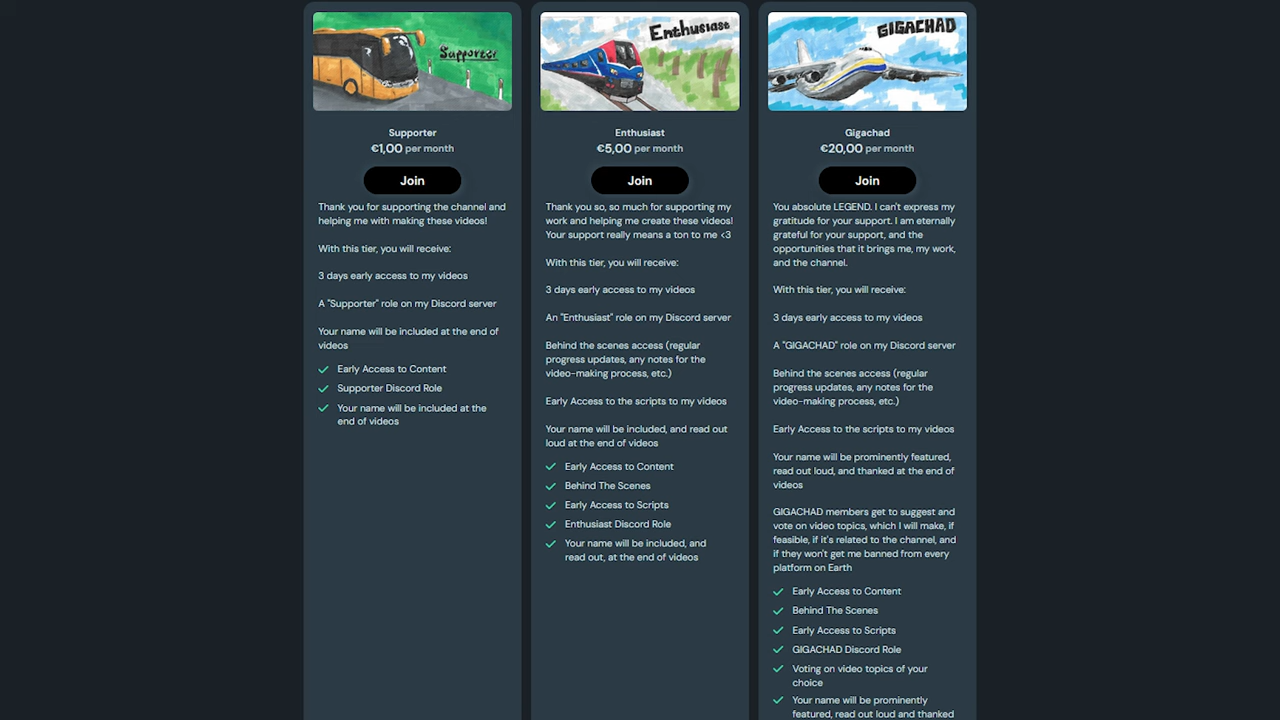 Supporter
Supporter
€1,00 per month
Join
Thank you for supporting the channel and
helping me with making these videos!
With this tier, you will receive:
3 days early access to my videos
A "Supporter" role on my Discord server
Your name will be included at the end of
videos
Early Access to Content
Supporter Discord Role
Your name will be included at the
end of videos
Enthusiast
Enthusiast
€5,00 per month
Join
Thank you so, so much for supporting my
work and helping me create these videos!
Your support really means a ton to me <3
With this tier, you will receive:
3 days early access to my videos
An "Enthusiast" role on my Discord server
Behind the scenes access (regular
progress updates, any notes for the
video-making process, etc.)
Early Access to the scripts to my videos
Your name will be included, and read out
loud at the end of videos
Early Access to Content
Behind The Scenes
Early Access to Scripts
Enthusiast Discord Role
Your name will be included, and
read out, at the end of videos
GIGACHAD
Gigachad
€20,00 per month
Join
You absolute LEGEND. I can't express my
gratitude for your support. I am eternally
grateful for your support, and the
opportunities that it brings me, my work,
and the channel.
With this tier, you will receive:
3 days early access to my videos
A "GIGACHAD" role on my Discord server
Behind the scenes access (regular
progress updates, any notes for the
video-making process, etc.)
Early Access to the scripts to my videos
Your name will be prominently featured,
read out loud, and thanked at the end of
videos
GIGACHAD members get to suggest and
vote on video topics, which I will make, if
feasible, if it's related to the channel, and
if they won't get me banned from every
platform on Earth
Early Access to Content
Behind The Scenes
Early Access to Scripts
GIGACHAD Discord Role
Voting on video topics of your
choice
Your name will be prominently
featured, read out loud and thanked